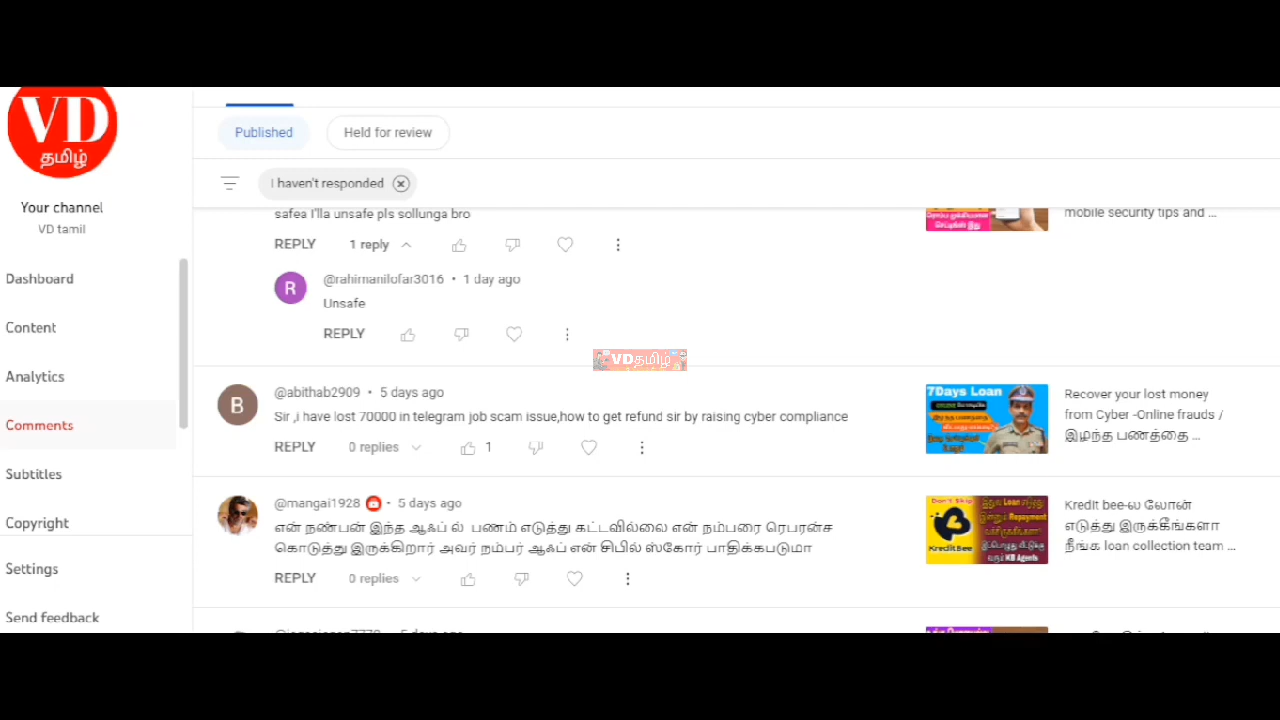 VD
தமிழ்
Your channel
VD tamil
Dashboard
Content
Analytics
Comments
Subtitles
Copyright
Settings
Send feedback
Published
Held for review
I haven't responded
safea I'lla unsafe pls sollunga bro
REPLY 1 reply
mobile security tips and ...
@rahimanilofar3016 • 1 day ago
Unsafe
REPLY
VDதமிழ்
@abithab2909 • 5 days ago
Sir ,i have lost 70000 in telegram job scam issue,how to get refund sir by raising cyber compliance
REPLY 0 replies 1
7Days Loan
Recover your lost money
from Cyber -Online frauds /
இழந்த பணத்தை ...
@mangai1928 • 5 days ago
என் நண்பன் இந்த ஆஃப் ல் பணம் எடுத்து கட்டவில்லை என் நம்பரை ரெபரன்ச
கொடுத்து இருக்கிறார் அவர் நம்பர் ஆஃப் என் சிபில் ஸ்கோர் பாதிக்கபடுமா
REPLY 0 replies
Don't Skip
KreditBee
Kredit bee-ல லோன்
எடுத்து இருக்கீங்களா
நீங்க loan collection team ...